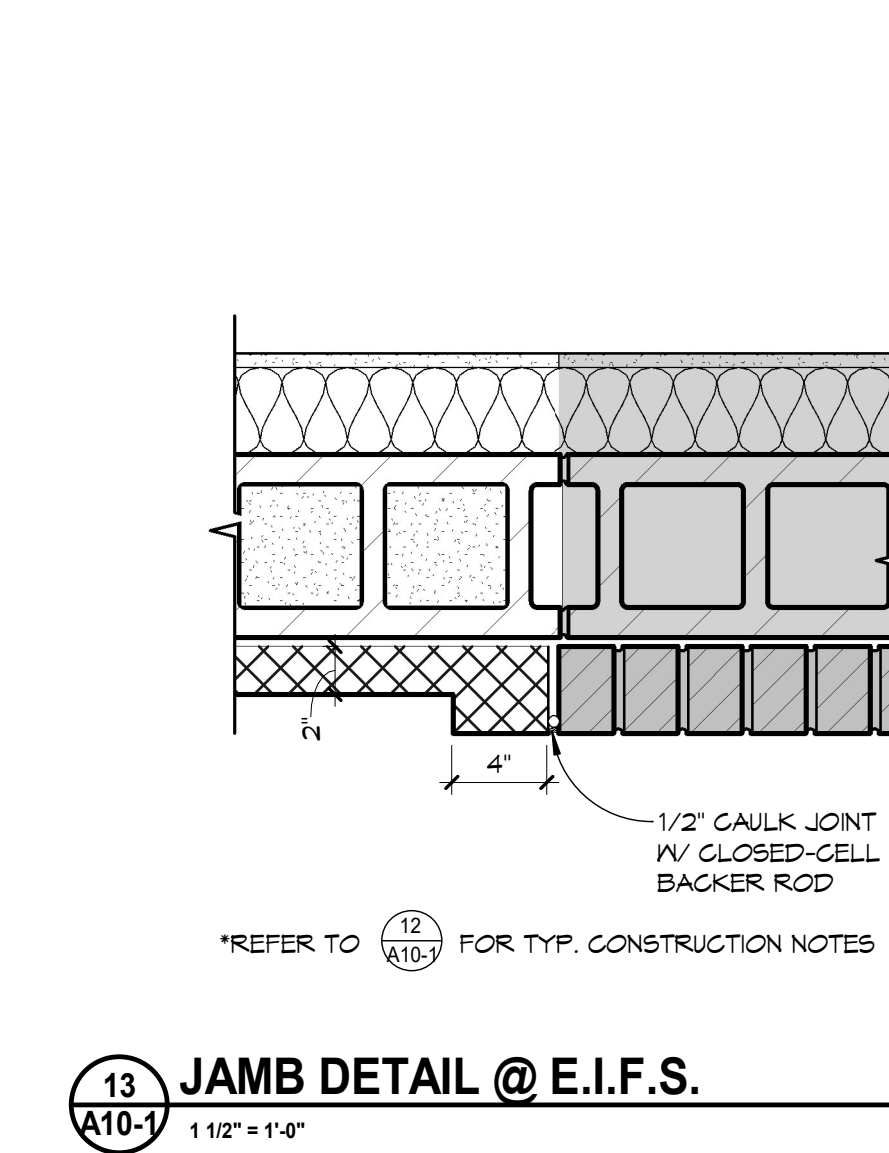 2"
4"
1/2" CAULK JOINT
W/ CLOSED-CELL
BACKER ROD
*REFER TO 12 A10-1 FOR TYP. CONSTRUCTION NOTES
13 JAMB DETAIL @ E.I.F.S.
A10-1 1 1/2" = 1'-0"